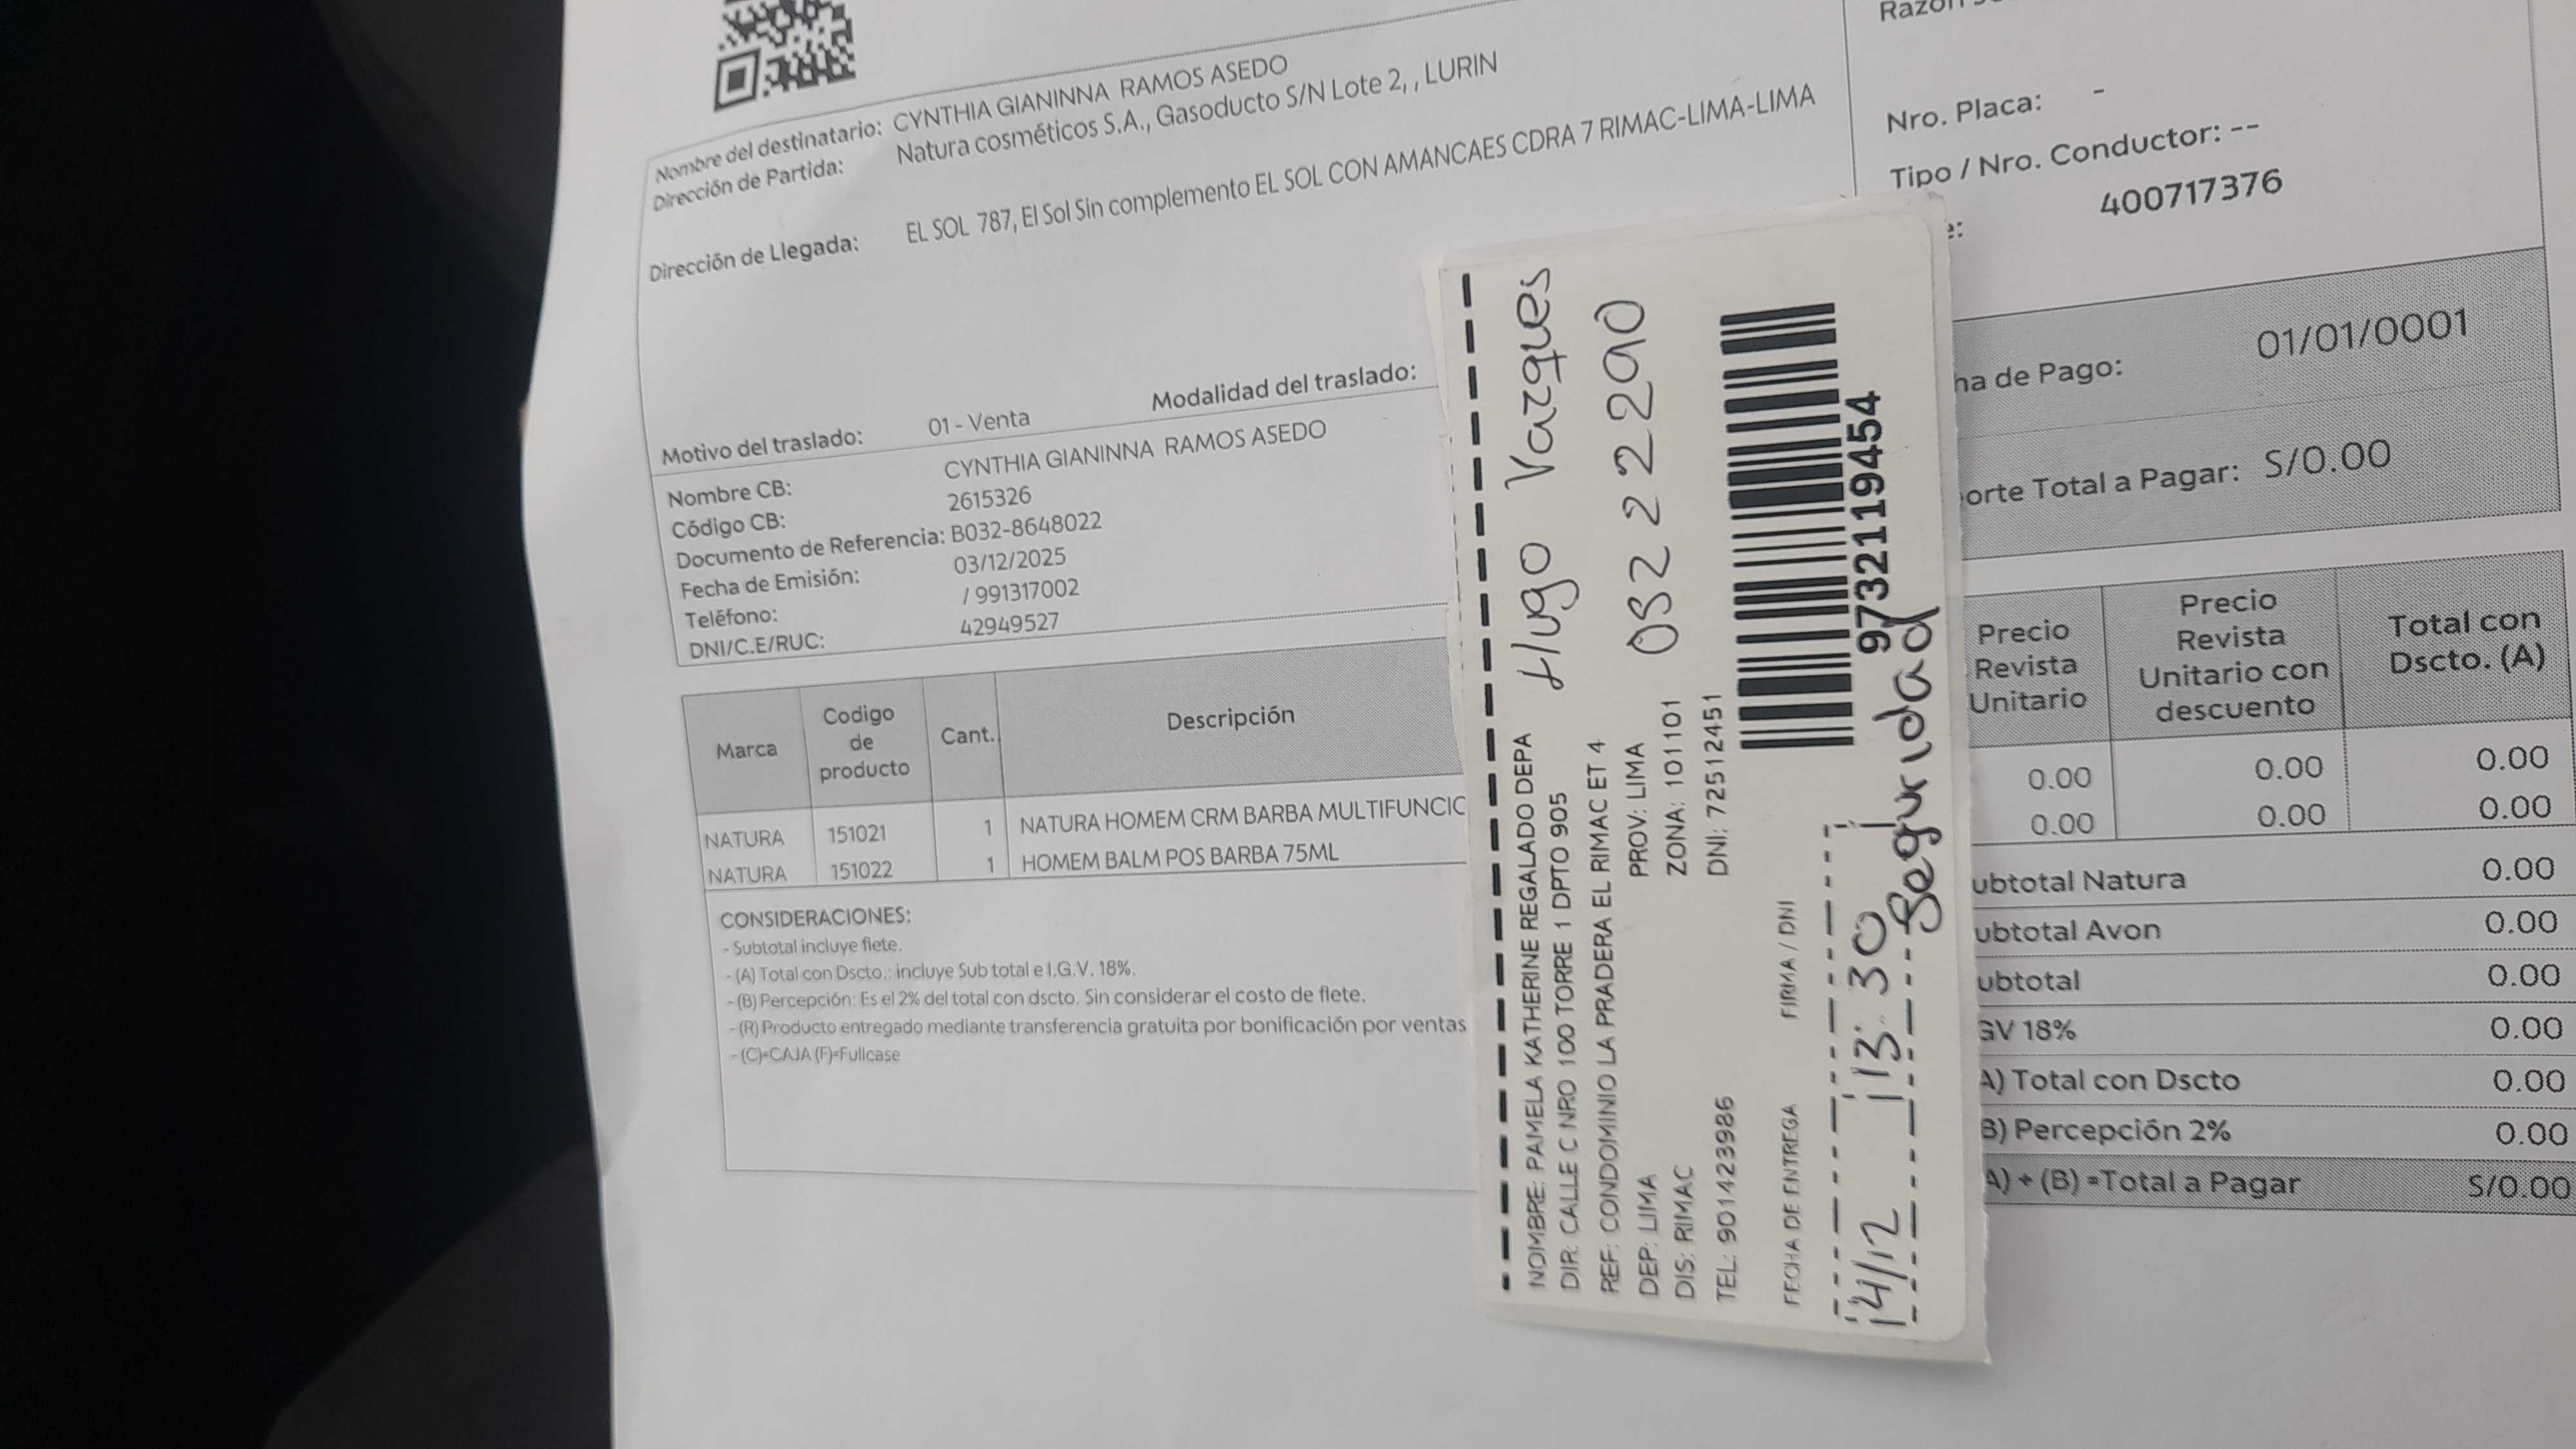 Nombre del destinatario: CYNTHIA GIANINNA RAMOS ASEDO
Dirección de Partida: Natura cosméticos S.A., Gasoducto S/N Lote 2, , LURIN
Dirección de Llegada: EL SOL 787, El Sol Sin complemento EL SOL CON AMANCAES CDRA 7 RIMAC-LIMA-LIMA
Motivo del traslado: 01 - Venta Modalidad del traslado:
Nombre CB: CYNTHIA GIANINNA RAMOS ASEDO
Código CB: 2615326
Documento de Referencia: B032-8648022
Fecha de Emisión: 03/12/2025
Teléfono: / 991317002
DNI/C.E/RUC: 42949527
Nro. Placa: -
Tipo / Nro. Conductor: --
400717376
de Pago: 01/01/0001
Total a Pagar: S/0.00
Marca Codigo de producto Cant. Descripción
Precio Revista Unitario Precio Revista Unitario con descuento Total con Dscto. (A)
NATURA 151021 1 NATURA HOMEM CRM BARBA MULTIFUNCIC 0.00 0.00 0.00
NATURA 151022 1 HOMEM BALM POS BARBA 75ML 0.00 0.00 0.00
CONSIDERACIONES:
- Subtotal incluye flete.
- (A) Total con Dscto.: incluye Sub total e I.G.V. 18%.
- (B) Percepción: Es el 2% del total con dscto. Sin considerar el costo de flete.
- (R) Producto entregado mediante transferencia gratuita por bonificación por ventas
- (C)=CAJA (F)=Fullcase
ubtotal Natura 0.00
ubtotal Avon 0.00
ubtotal 0.00
GV 18% 0.00
A) Total con Dscto 0.00
B) Percepción 2% 0.00
A) + (B) =Total a Pagar S/0.00
NOMBRE: PAMELA KATHERINE REGALADO DEPA
Hugo Vazques
DIR: CALLE C NRO 100 TORRE 1 DPTO 905
REF: CONDOMINIO LA PRADERA EL RIMAC ET 4
DEP: LIMA PROV: LIMA
DIS: RIMAC ZONA: 101101
TEL: 901423986 DNI: 72512451
9732119454
FECHA DE ENTREGA FIRMA / DNI
14/12 13:30 Seguridad